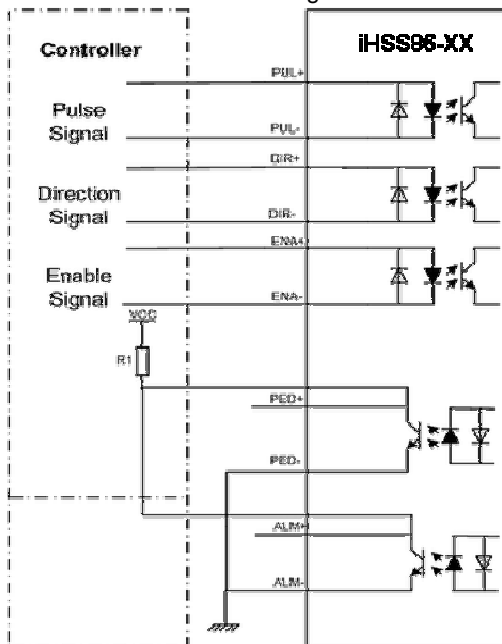 Controller
iHSS86-XX
PUL+
Pulse
Signal
PUL-
DIR+
Direction
Signal
DIR-
ENA+
Enable
Signal
ENA-
VCC
R1
PED+
PED-
ALM+
ALM-